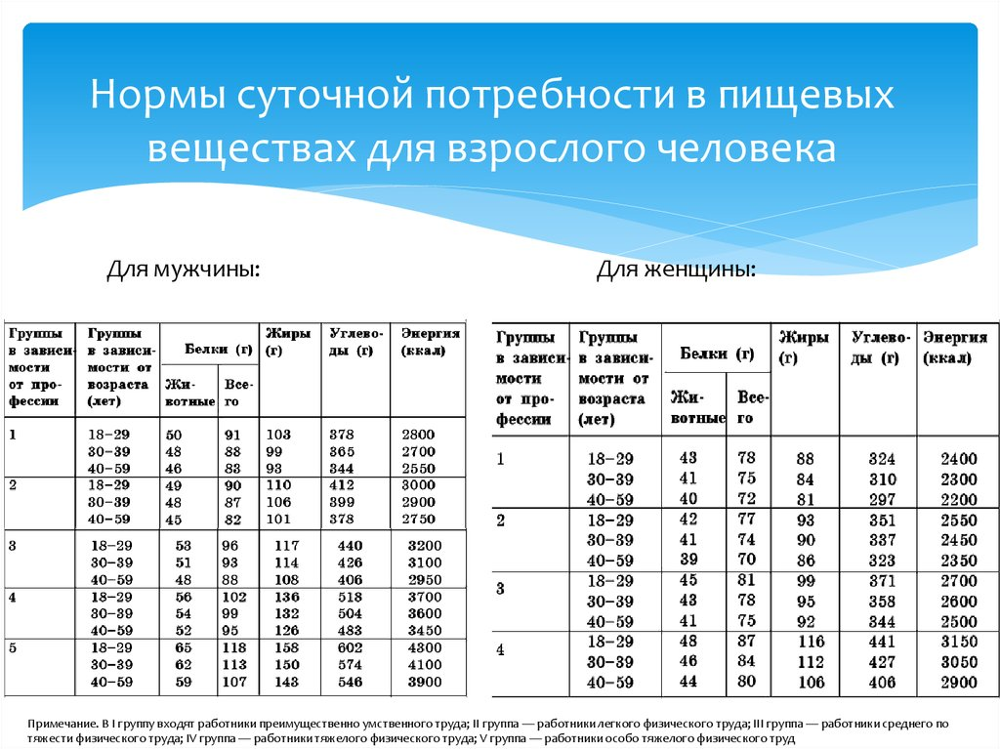 Нормы суточной потребности в пищевых
веществах для взрослого человека
Для мужчины:
Группы Группы Белки (г) Жиры Углево- Энергия
в зависи- в зависи- (г) ды (г) (ккал)
мости мости от
от про- возраста Жи- Все-
фессии (лет) вотные го
1 18–29 50 91 103 378 2800
30–39 48 88 99 365 2700
40–59 46 83 93 344 2550
2 18–29 49 90 110 412 3000
30–39 48 87 106 399 2900
40–59 45 82 101 378 2750
3 18–29 53 96 117 440 3200
30–39 51 93 114 426 3100
40–59 48 88 108 406 2950
4 18–29 56 102 136 518 3700
30–39 54 99 132 504 3600
40–59 52 95 126 483 3450
5 18–29 65 118 158 602 4300
30–39 62 113 150 574 4100
40–59 59 107 143 546 3900
Для женщины:
Группы Группы Белки (г) Жиры Углево- Энергия
в зависи- в зависи- (г) ды (г) (ккал)
мости мости от
от про- возраста Жи- Все-
фессии (лет) вотные го
1 18–29 43 78 88 324 2400
30–39 41 75 84 310 2300
40–59 40 72 81 297 2200
2 18–29 42 77 93 351 2550
30–39 41 74 90 337 2450
40–59 39 70 86 323 2350
3 18–29 45 81 99 371 2700
30–39 43 78 95 358 2600
40–59 41 75 92 344 2500
4 18–29 48 87 116 441 3150
30–39 46 84 112 427 3050
40–59 44 80 106 406 2900
Примечание. В I группу входят работники преимущественно умственного труда; II группа — работники легкого физического труда; III группа — работники среднего по
тяжести физического труда; IV группа — работники тяжелого физического труда; V группа — работники особо тяжелого физического труд